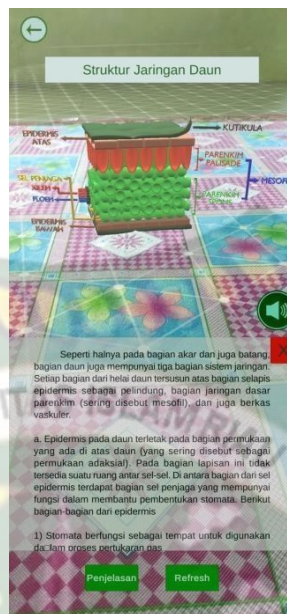 Struktur Jaringan Daun
EPIDERMIS ATAS
KUTIKULA
PARENKIM PALISADE
SEL PENJAGA
XILEM
MESOF
FLOEM
PARENKIM SPONS
EPIDERMIS BAWAH
Seperti halnya pada bagian akar dan juga batang,
bagian daun juga mempunyai tiga bagian sistem jaringan.
Setiap bagian dari helai daun tersusun atas bagian selapis
epidermis sebagai pelindung, bagian jaringan dasar
parenkim (sering disebut mesofil), dan juga berkas
vaskuler.
a. Epidermis pada daun terletak pada bagian permukaan
yang ada di atas daun (yang sering disebut sebagai
permukaan adaksial). Pada bagian lapisan ini tidak
tersedia suatu ruang antar sel-sel. Di antara bagian dari sel
epidermis terdapat bagian sel penjaga yang mempunyai
fungsi dalam membantu pembentukan stomata. Berikut
bagian-bagian dari epidermis
1) Stomata berfungsi sebagai tempat untuk digunakan
da□lam proses pertukaran gas
Penjelasan
Refresh